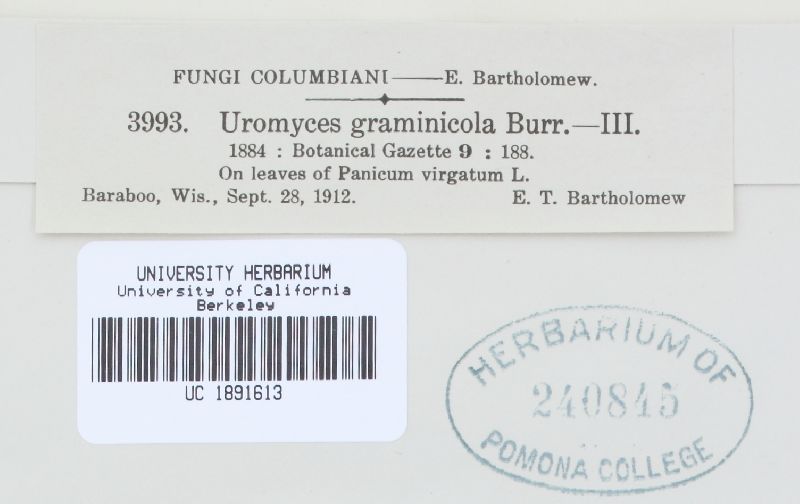 FUNGI COLUMBIANI——E. Bartholomew.
3993. Uromyces graminicola Burr.—III.
1884 : Botanical Gazette 9 : 188.
On leaves of Panicum virgatum L.
Baraboo, Wis., Sept. 28, 1912. E. T. Bartholomew
UNIVERSITY HERBARIUM
University of California
Berkeley
UC 1891613
HERBARIUM OF
240845
POMONA COLLEGE